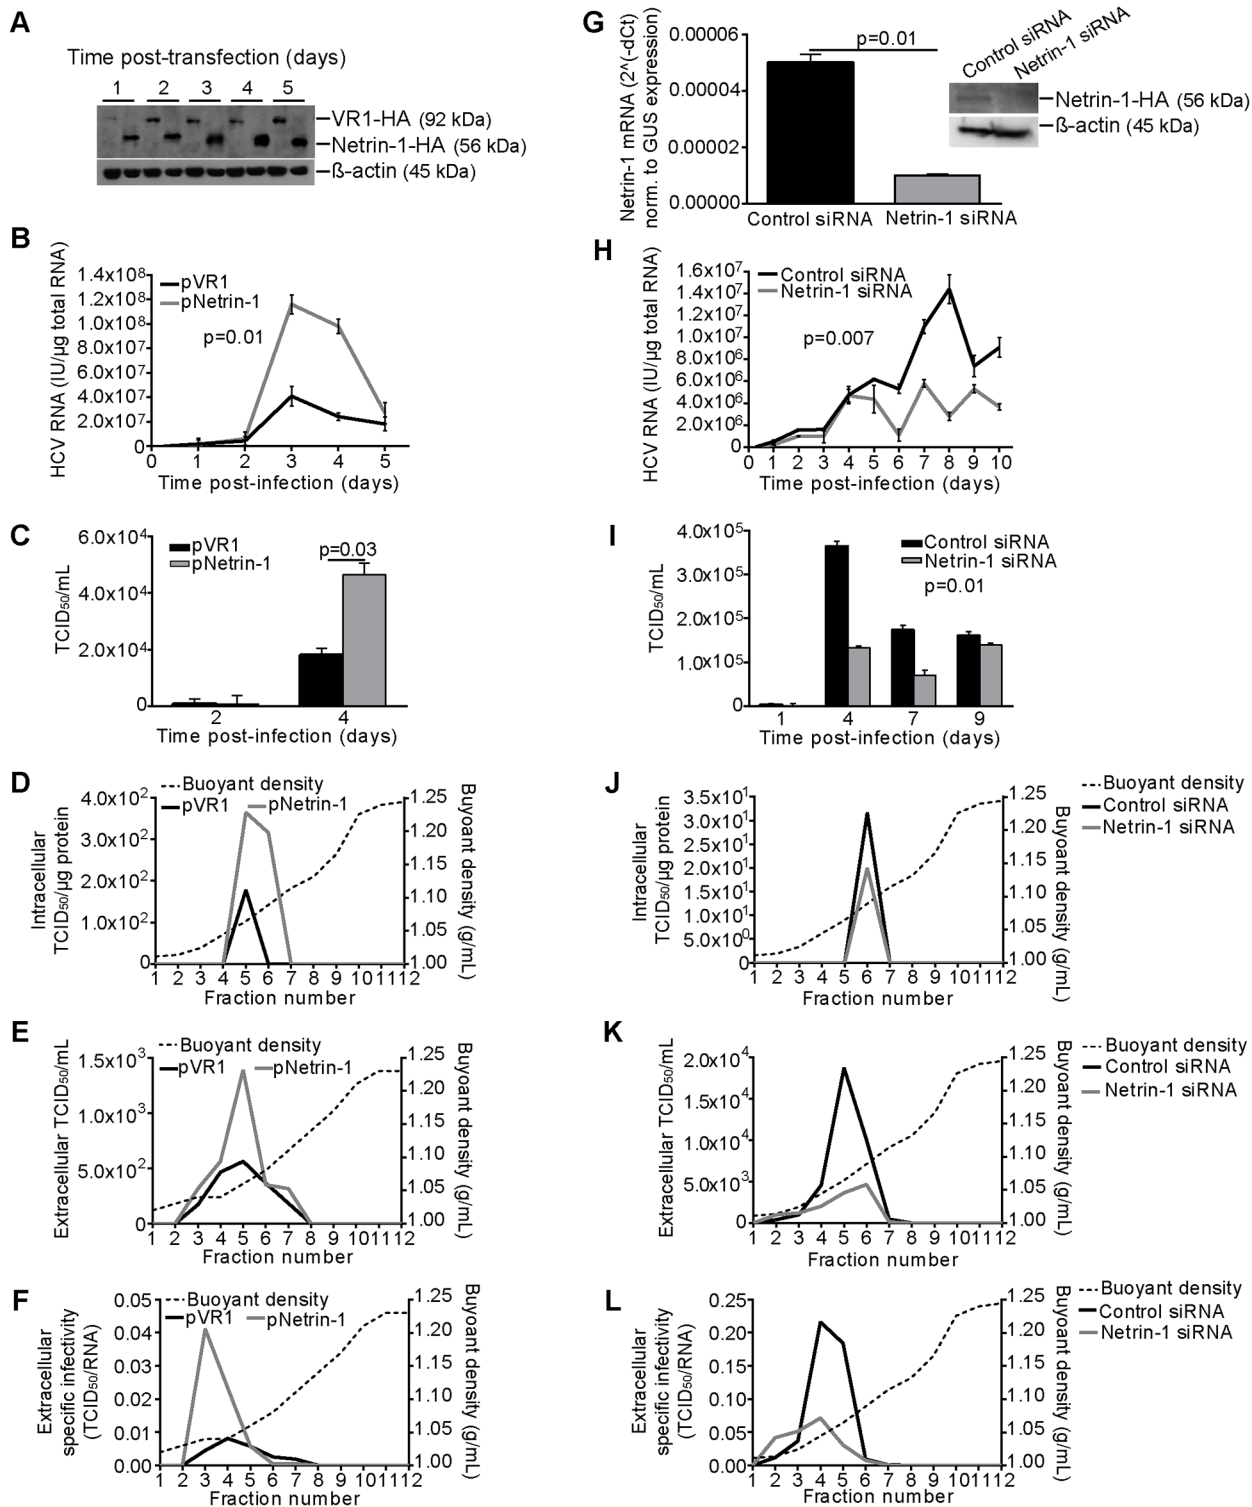 A
Time post-transfection (days)
1 2 3 4 5
VR1-HA (92 kDa)
Netrin-1-HA (56 kDa)
ß-actin (45 kDa)
B
HCV RNA (IU/µg total RNA)
1.4x10⁸
1.2x10⁸
1.0x10⁸
8.0x10⁷
6.0x10⁷
4.0x10⁷
2.0x10⁷
0
pVR1
pNetrin-1
p=0.01
0 1 2 3 4 5
Time post-infection (days)
C
TCID₅₀/mL
6.0x10⁴
4.0x10⁴
2.0x10⁴
0
pVR1
pNetrin-1
p=0.03
2 4
Time post-infection (days)
D
Intracellular
TCID₅₀/µg protein
4.0x10²
3.0x10²
2.0x10²
1.0x10²
0
Buoyant density
pVR1 pNetrin-1
1.25
1.20
1.15
1.10
1.05
1.00
Buyoant density (g/mL)
1 2 3 4 5 6 7 8 9 10 11 12
Fraction number
E
Extracellular TCID₅₀/mL
1.5x10³
1.0x10³
5.0x10²
0
Buoyant density
pVR1 pNetrin-1
1.25
1.20
1.15
1.10
1.05
1.00
Buyoant density (g/mL)
1 2 3 4 5 6 7 8 9 10 11 12
Fraction number
F
Extracellular
specific infectivity
(TCID₅₀/RNA)
0.05
0.04
0.03
0.02
0.01
0.00
Buoyant density
pVR1 pNetrin-1
1.25
1.20
1.15
1.10
1.05
1.00
Buyoant density (g/mL)
1 2 3 4 5 6 7 8 9 10 11 12
Fraction number
G
Netrin-1 mRNA (2^(-dCt)
norm. to GUS expression)
0.00006
0.00004
0.00002
0.00000
p=0.01
Control siRNA Netrin-1 siRNA
Control siRNA
Netrin-1 siRNA
Netrin-1-HA (56 kDa)
ß-actin (45 kDa)
H
HCV RNA (IU/µg total RNA)
1.6x10⁷
1.4x10⁷
1.2x10⁷
1.0x10⁷
8.0x10⁶
6.0x10⁶
4.0x10⁶
2.0x10⁶
0
Control siRNA
Netrin-1 siRNA
p=0.007
0 1 2 3 4 5 6 7 8 9 10
Time post-infection (days)
I
TCID₅₀/mL
4.0x10⁵
3.0x10⁵
2.0x10⁵
1.0x10⁵
0
Control siRNA
Netrin-1 siRNA
p=0.01
1 4 7 9
Time post-infection (days)
J
Intracellular
TCID₅₀/µg protein
3.5x10¹
3.0x10¹
2.5x10¹
2.0x10¹
1.5x10¹
1.0x10¹
5.0x10⁰
0
Buoyant density
Control siRNA
Netrin-1 siRNA
1.25
1.20
1.15
1.10
1.05
1.00
Buyoant density (g/mL)
1 2 3 4 5 6 7 8 9 10 11 12
Fraction number
K
Extracellular TCID₅₀/mL
2.0x10⁴
1.5x10⁴
1.0x10⁴
5.0x10³
0
Buoyant density
Control siRNA
Netrin-1 siRNA
1.25
1.20
1.15
1.10
1.05
1.00
Buyoant density (g/mL)
1 2 3 4 5 6 7 8 9 10 11 12
Fraction number
L
Extracellular
specific infectivity
(TCID₅₀/RNA)
0.25
0.20
0.15
0.10
0.05
0.00
Buoyant density
Control siRNA
Netrin-1 siRNA
1.25
1.20
1.15
1.10
1.05
1.00
Buyoant density (g/mL)
1 2 3 4 5 6 7 8 9 10 11 12
Fraction number